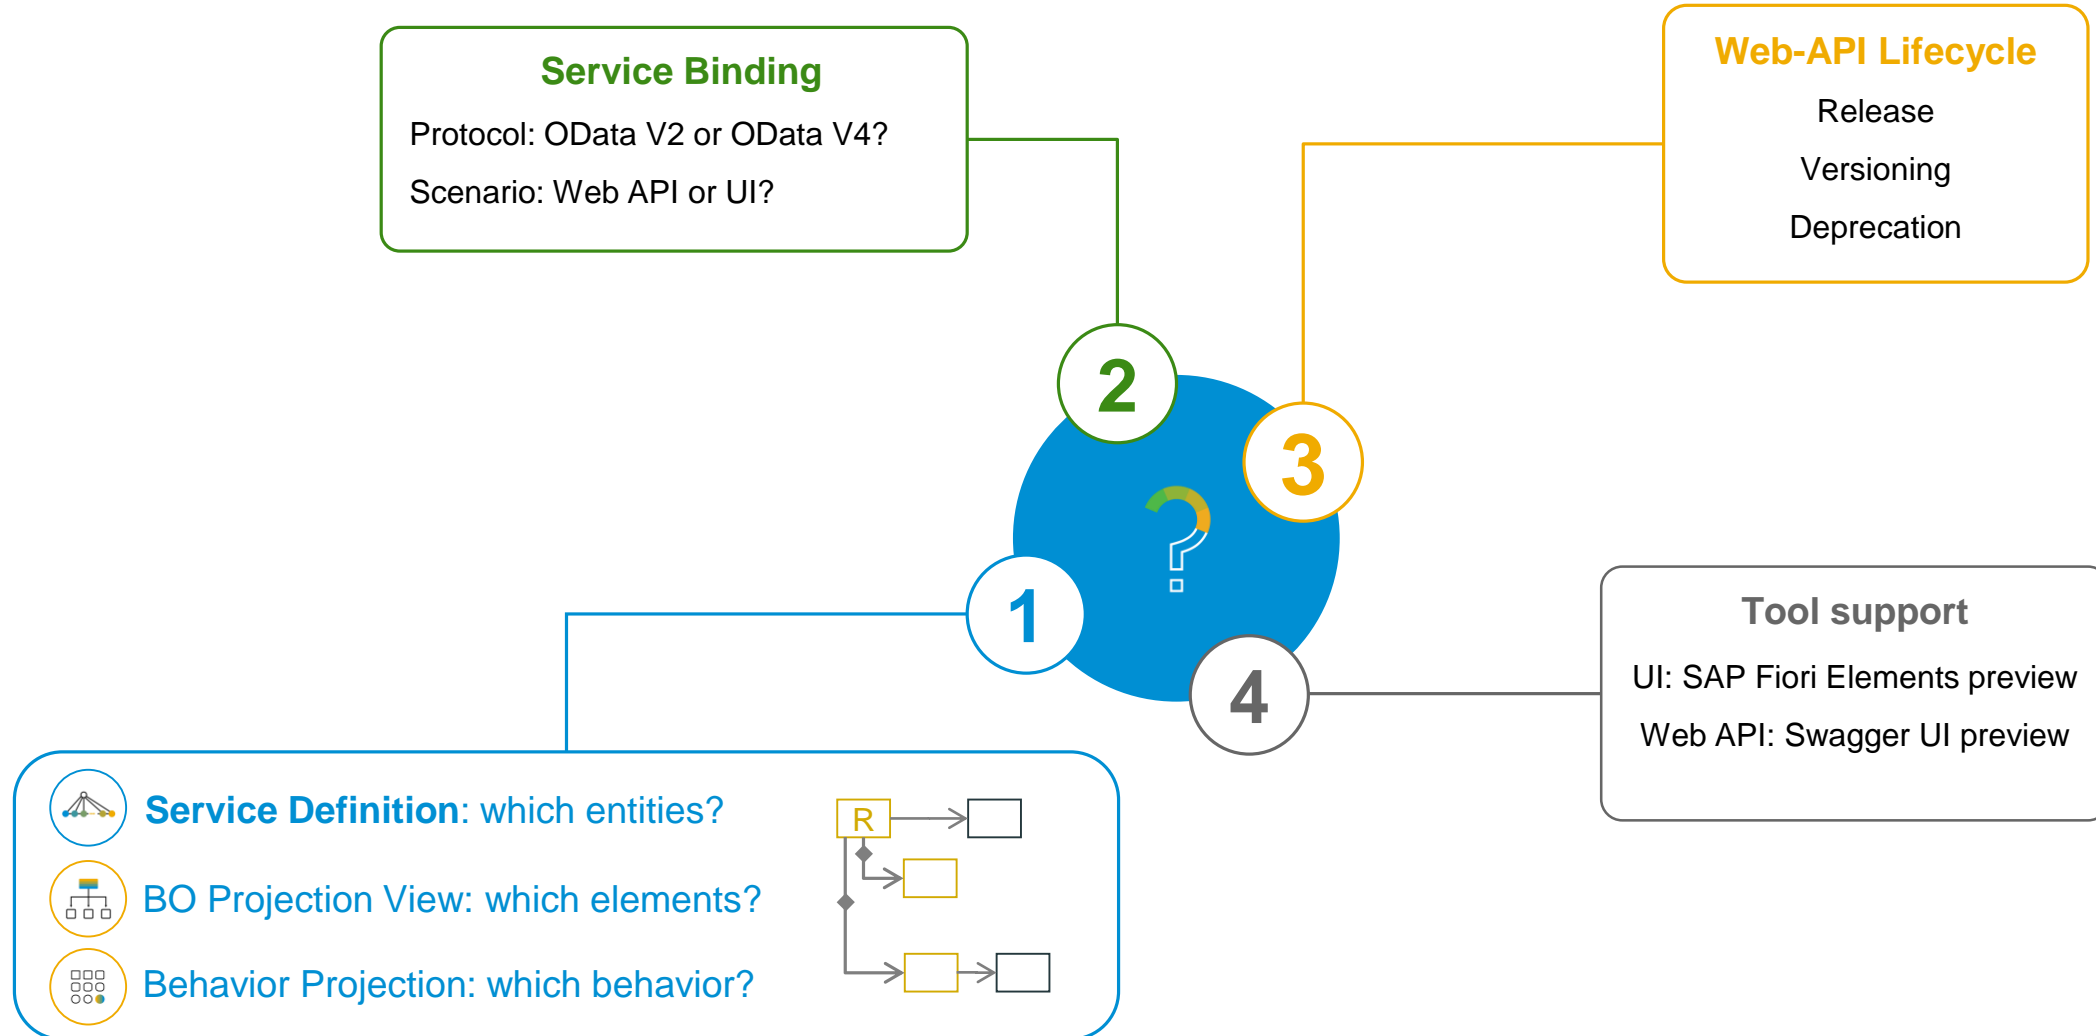 Service Binding
Protocol: OData V2 or OData V4?
Scenario: Web API or UI?
Web-API Lifecycle
Release
Versioning
Deprecation
2
3
?
1
4
Tool support
UI: SAP Fiori Elements preview
Web API: Swagger UI preview
Service Definition: which entities?
BO Projection View: which elements?
Behavior Projection: which behavior?
R